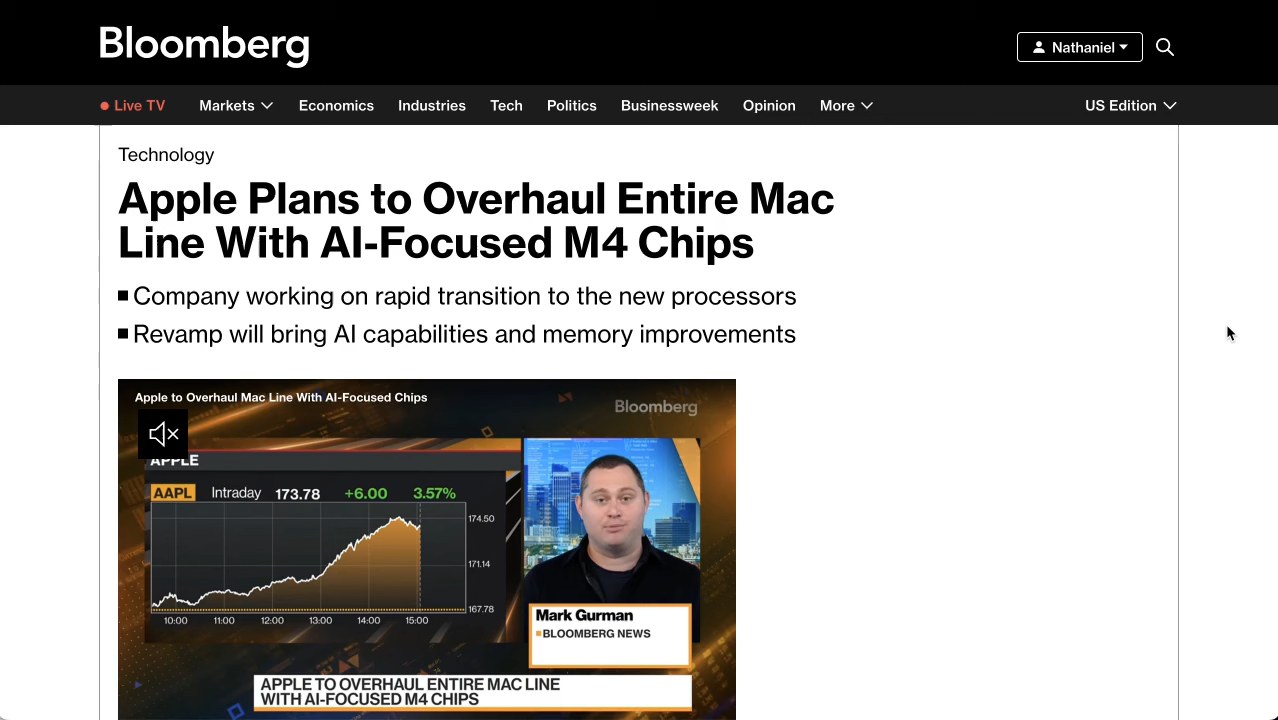 Bloomberg
Nathaniel
Live TV Markets Economics Industries Tech Politics Businessweek Opinion More US Edition
Technology
Apple Plans to Overhaul Entire Mac
Line With AI-Focused M4 Chips
Company working on rapid transition to the new processors
Revamp will bring AI capabilities and memory improvements
Apple to Overhaul Mac Line With AI-Focused Chips
Bloomberg
APPLE
AAPL Intraday 173.78 +6.00 3.57%
174.50
171.14
167.78
10:00 11:00 12:00 13:00 14:00 15:00
Mark Gurman
BLOOMBERG NEWS
APPLE TO OVERHAUL ENTIRE MAC LINE
WITH AI-FOCUSED M4 CHIPS